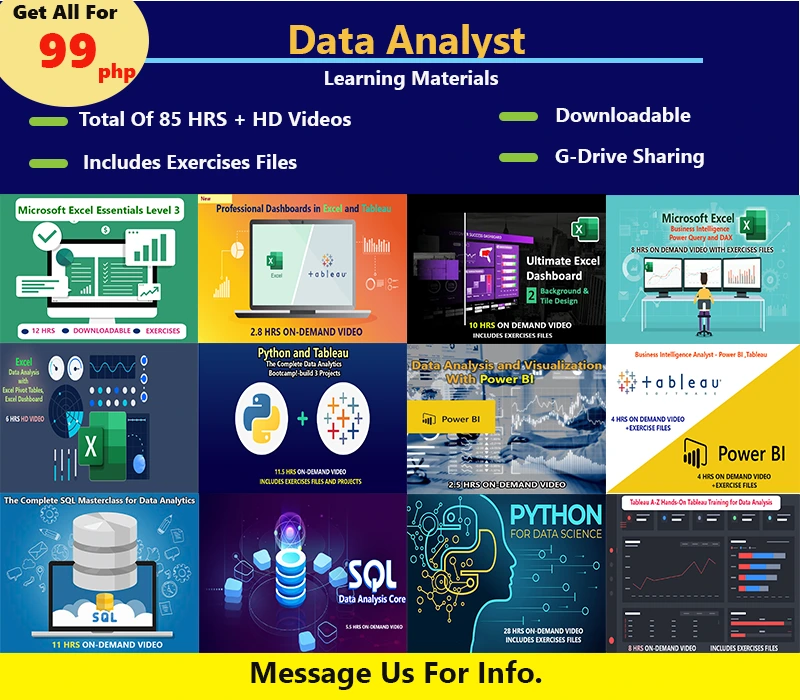 Get All For
99
php
Data Analyst
Learning Materials
Total Of 85 HRS + HD Videos
Downloadable
Includes Exercises Files
G-Drive Sharing
Microsoft Excel Essentials Level 3
12 HRS DOWNLOADABLE EXERCISES
New
Professional Dashboards in Excel and Tableau
Excel
+ a b l e a u
2.8 HRS ON-DEMAND VIDEO
SUCCESS DASHBOARD
Ultimate Excel
Dashboard
2 Background &
Tile Design
10 HRS ON DEMAND VIDEO
INCLUDES EXERCISES FILES
Microsoft Excel
Business Intelligence
Power Query and DAX
8 HRS ON DEMAND VIDEO WITH EXERCISES FILES
Excel
Data Analysis
with
Excel Pivot Tables,
Excel Dashboard
6 HRS HD VIDEO
Python and Tableau
The Complete Data Analytics
Bootcamp!-build 3 Projects
11.5 HRS ON-DEMAND VIDEO
INCLUDES EXERCISES FILES AND PROJECTS
Data Analysis and Visualization
With Power BI
Power BI
2.5 HRS ON-DEMAND VIDEO
Business Intelligence Analyst - Power BI ,Tableau
+ a b l e a u
SOFTWARE
4 HRS ON DEMAND VIDEO
+EXERCISE FILES
Power BI
4 HRS ON DEMAND VIDEO
+EXERCISE FILES
The Complete SQL Masterclass for Data Analytics
SQL
11 HRS ON-DEMAND VIDEO
SQL
Data Analysis Core
5.5 HRS ON-DEMAND VIDEO
PYTHON
FOR DATA SCIENCE
28 HRS ON-DEMAND VIDEO
INCLUDES EXERCISES FILES
Tableau A-Z Hands-On Tableau Training for Data Analysis
8 HRS ON-DEMAND VIDEO INCLUDES EXERCISES FILES
Message Us For Info.